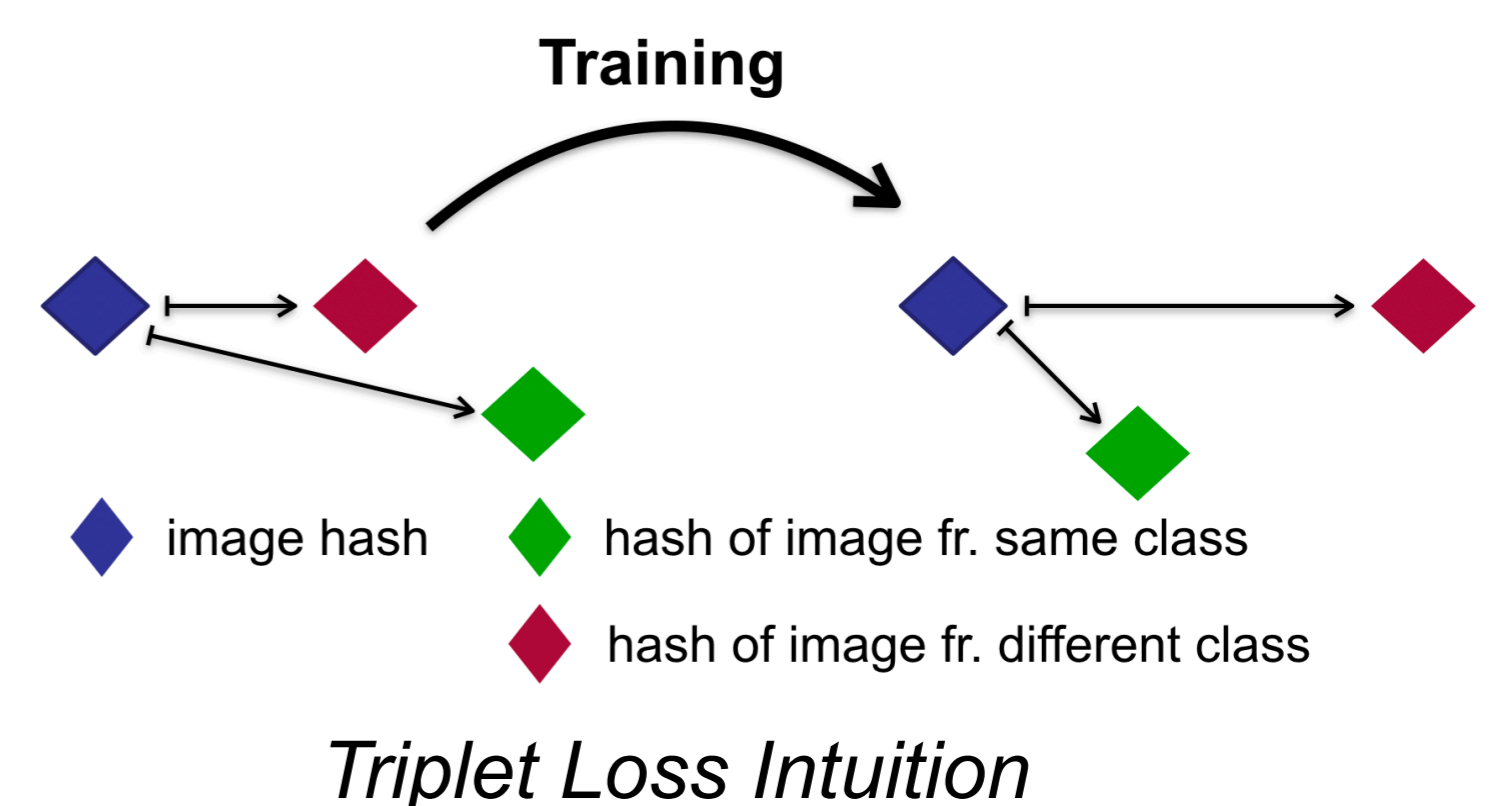 Training
image hash
hash of image fr. same class
hash of image fr. different class
Triplet Loss Intuition